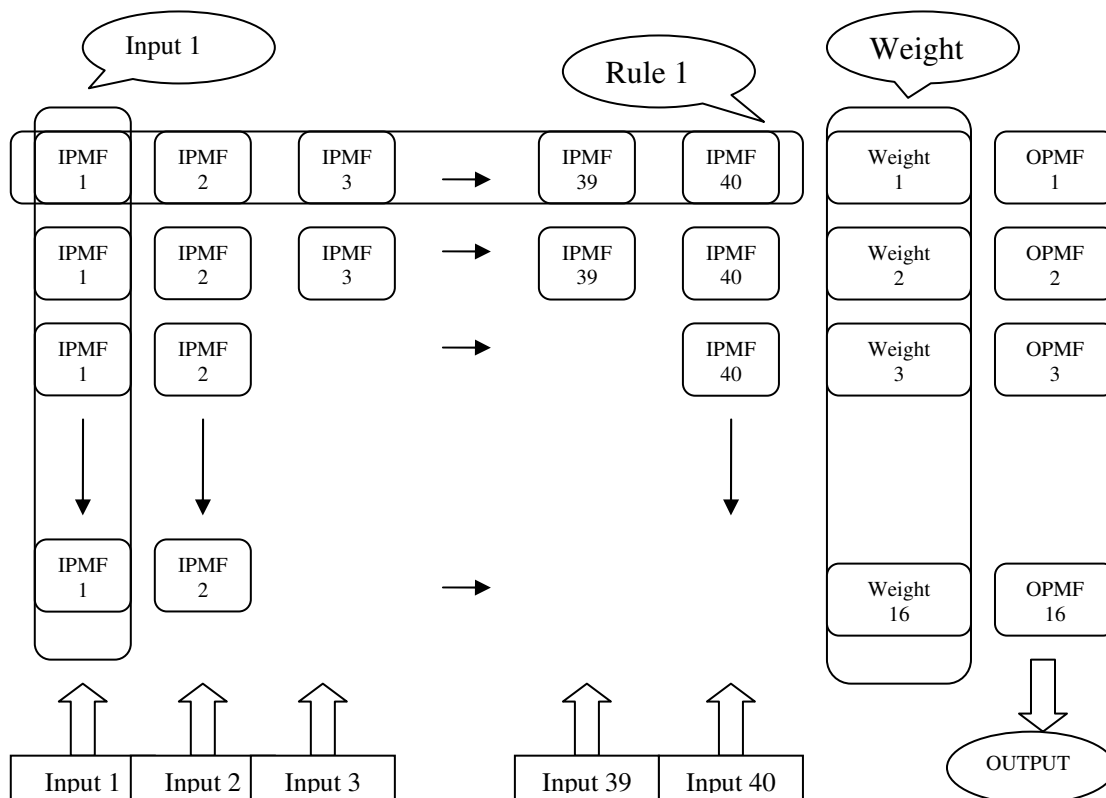 Input 1
Rule 1
Weight
IPMF
1
IPMF
2
IPMF
3
IPMF
39
IPMF
40
Weight
1
OPMF
1
IPMF
1
IPMF
2
IPMF
3
IPMF
39
IPMF
40
Weight
2
OPMF
2
IPMF
1
IPMF
2
IPMF
40
Weight
3
OPMF
3
IPMF
1
IPMF
2
Weight
16
OPMF
16
Input 1
Input 2
Input 3
Input 39
Input 40
OUTPUT